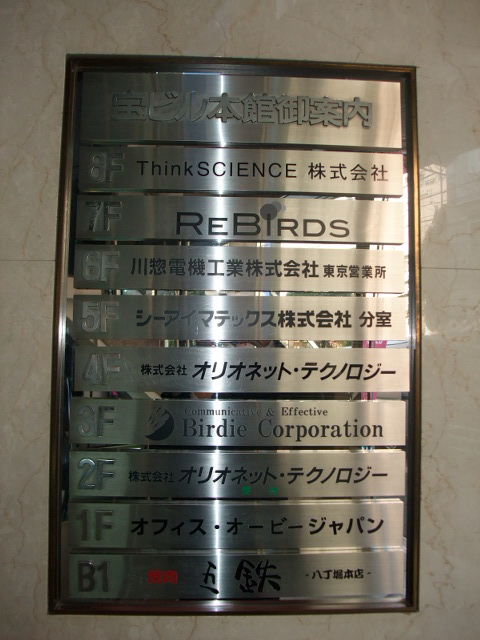 宝ビル本館御案内
8F ThinkSCIENCE 株式会社
7F REBIRDS
6F 川惣電機工業株式会社 東京営業所
5F シーアイマテックス株式会社 分室
4F 株式会社 オリオネット・テクノロジー
3F Communicative & Effective
Birdie Corporation
2F 株式会社 オリオネット・テクノロジー
1F オフィス・オービージャパン
B1 鉄 -八丁堀本店-